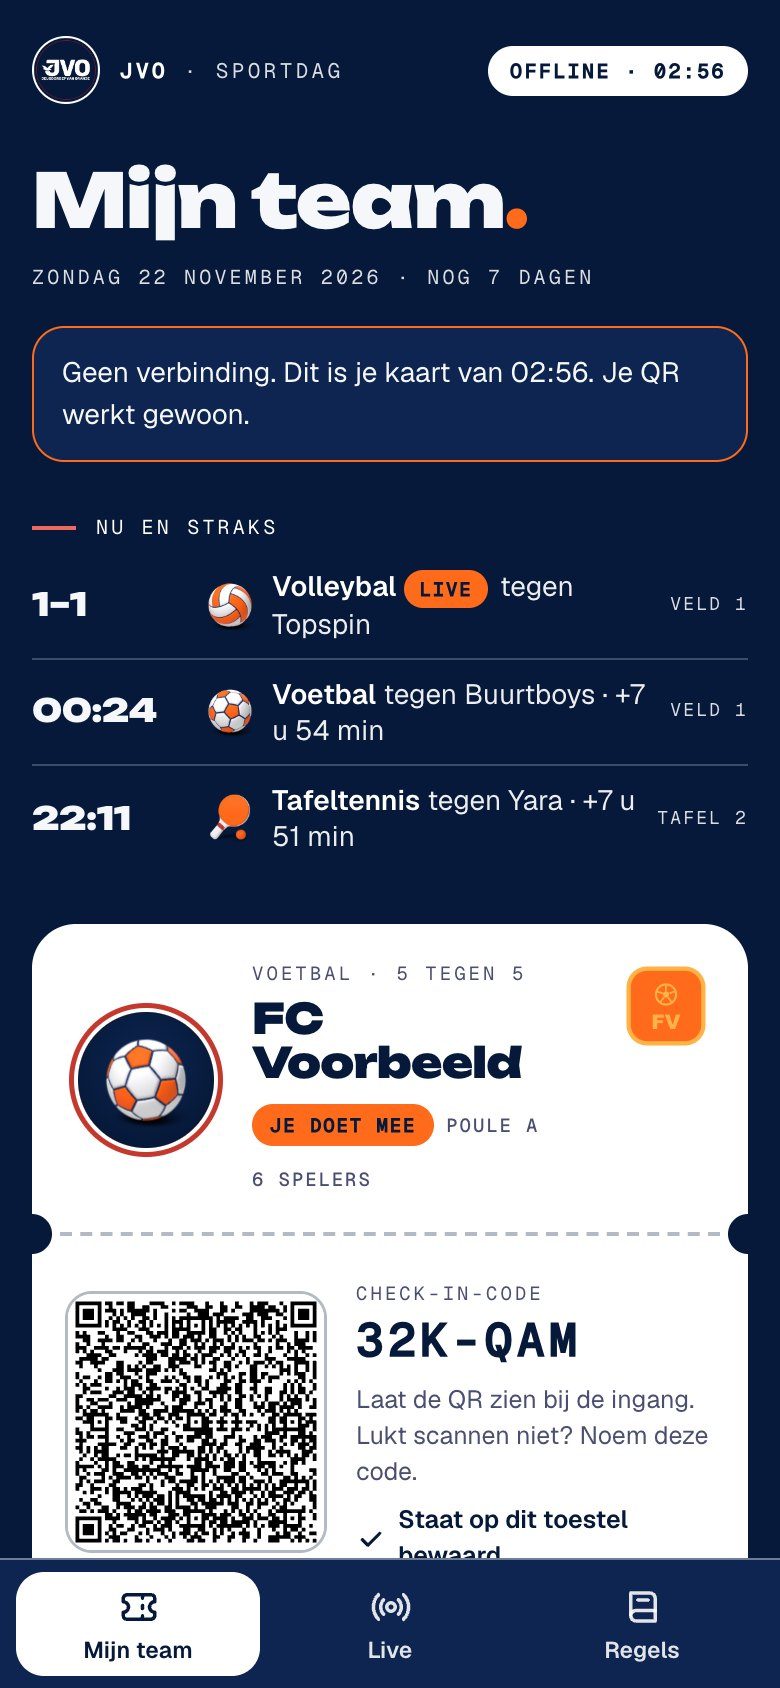 JVO
JVO · SPORTDAG
OFFLINE · 02:56
Mijn team.
ZONDAG 22 NOVEMBER 2026 · NOG 7 DAGEN
Geen verbinding. Dit is je kaart van 02:56. Je QR
werkt gewoon.
NU EN STRAKS
1–1
Volleybal LIVE tegen
Topspin
VELD 1
00:24
Voetbal tegen Buurtboys · +7
u 54 min
VELD 1
22:11
Tafeltennis tegen Yara · +7 u
51 min
TAFEL 2
VOETBAL · 5 TEGEN 5
FC
Voorbeeld
FV
JE DOET MEE POULE A
6 SPELERS
CHECK-IN-CODE
32K-QAM
Laat de QR zien bij de ingang.
Lukt scannen niet? Noem deze
code.
Staat op dit toestel
bewaard
Mijn team
Live
Regels